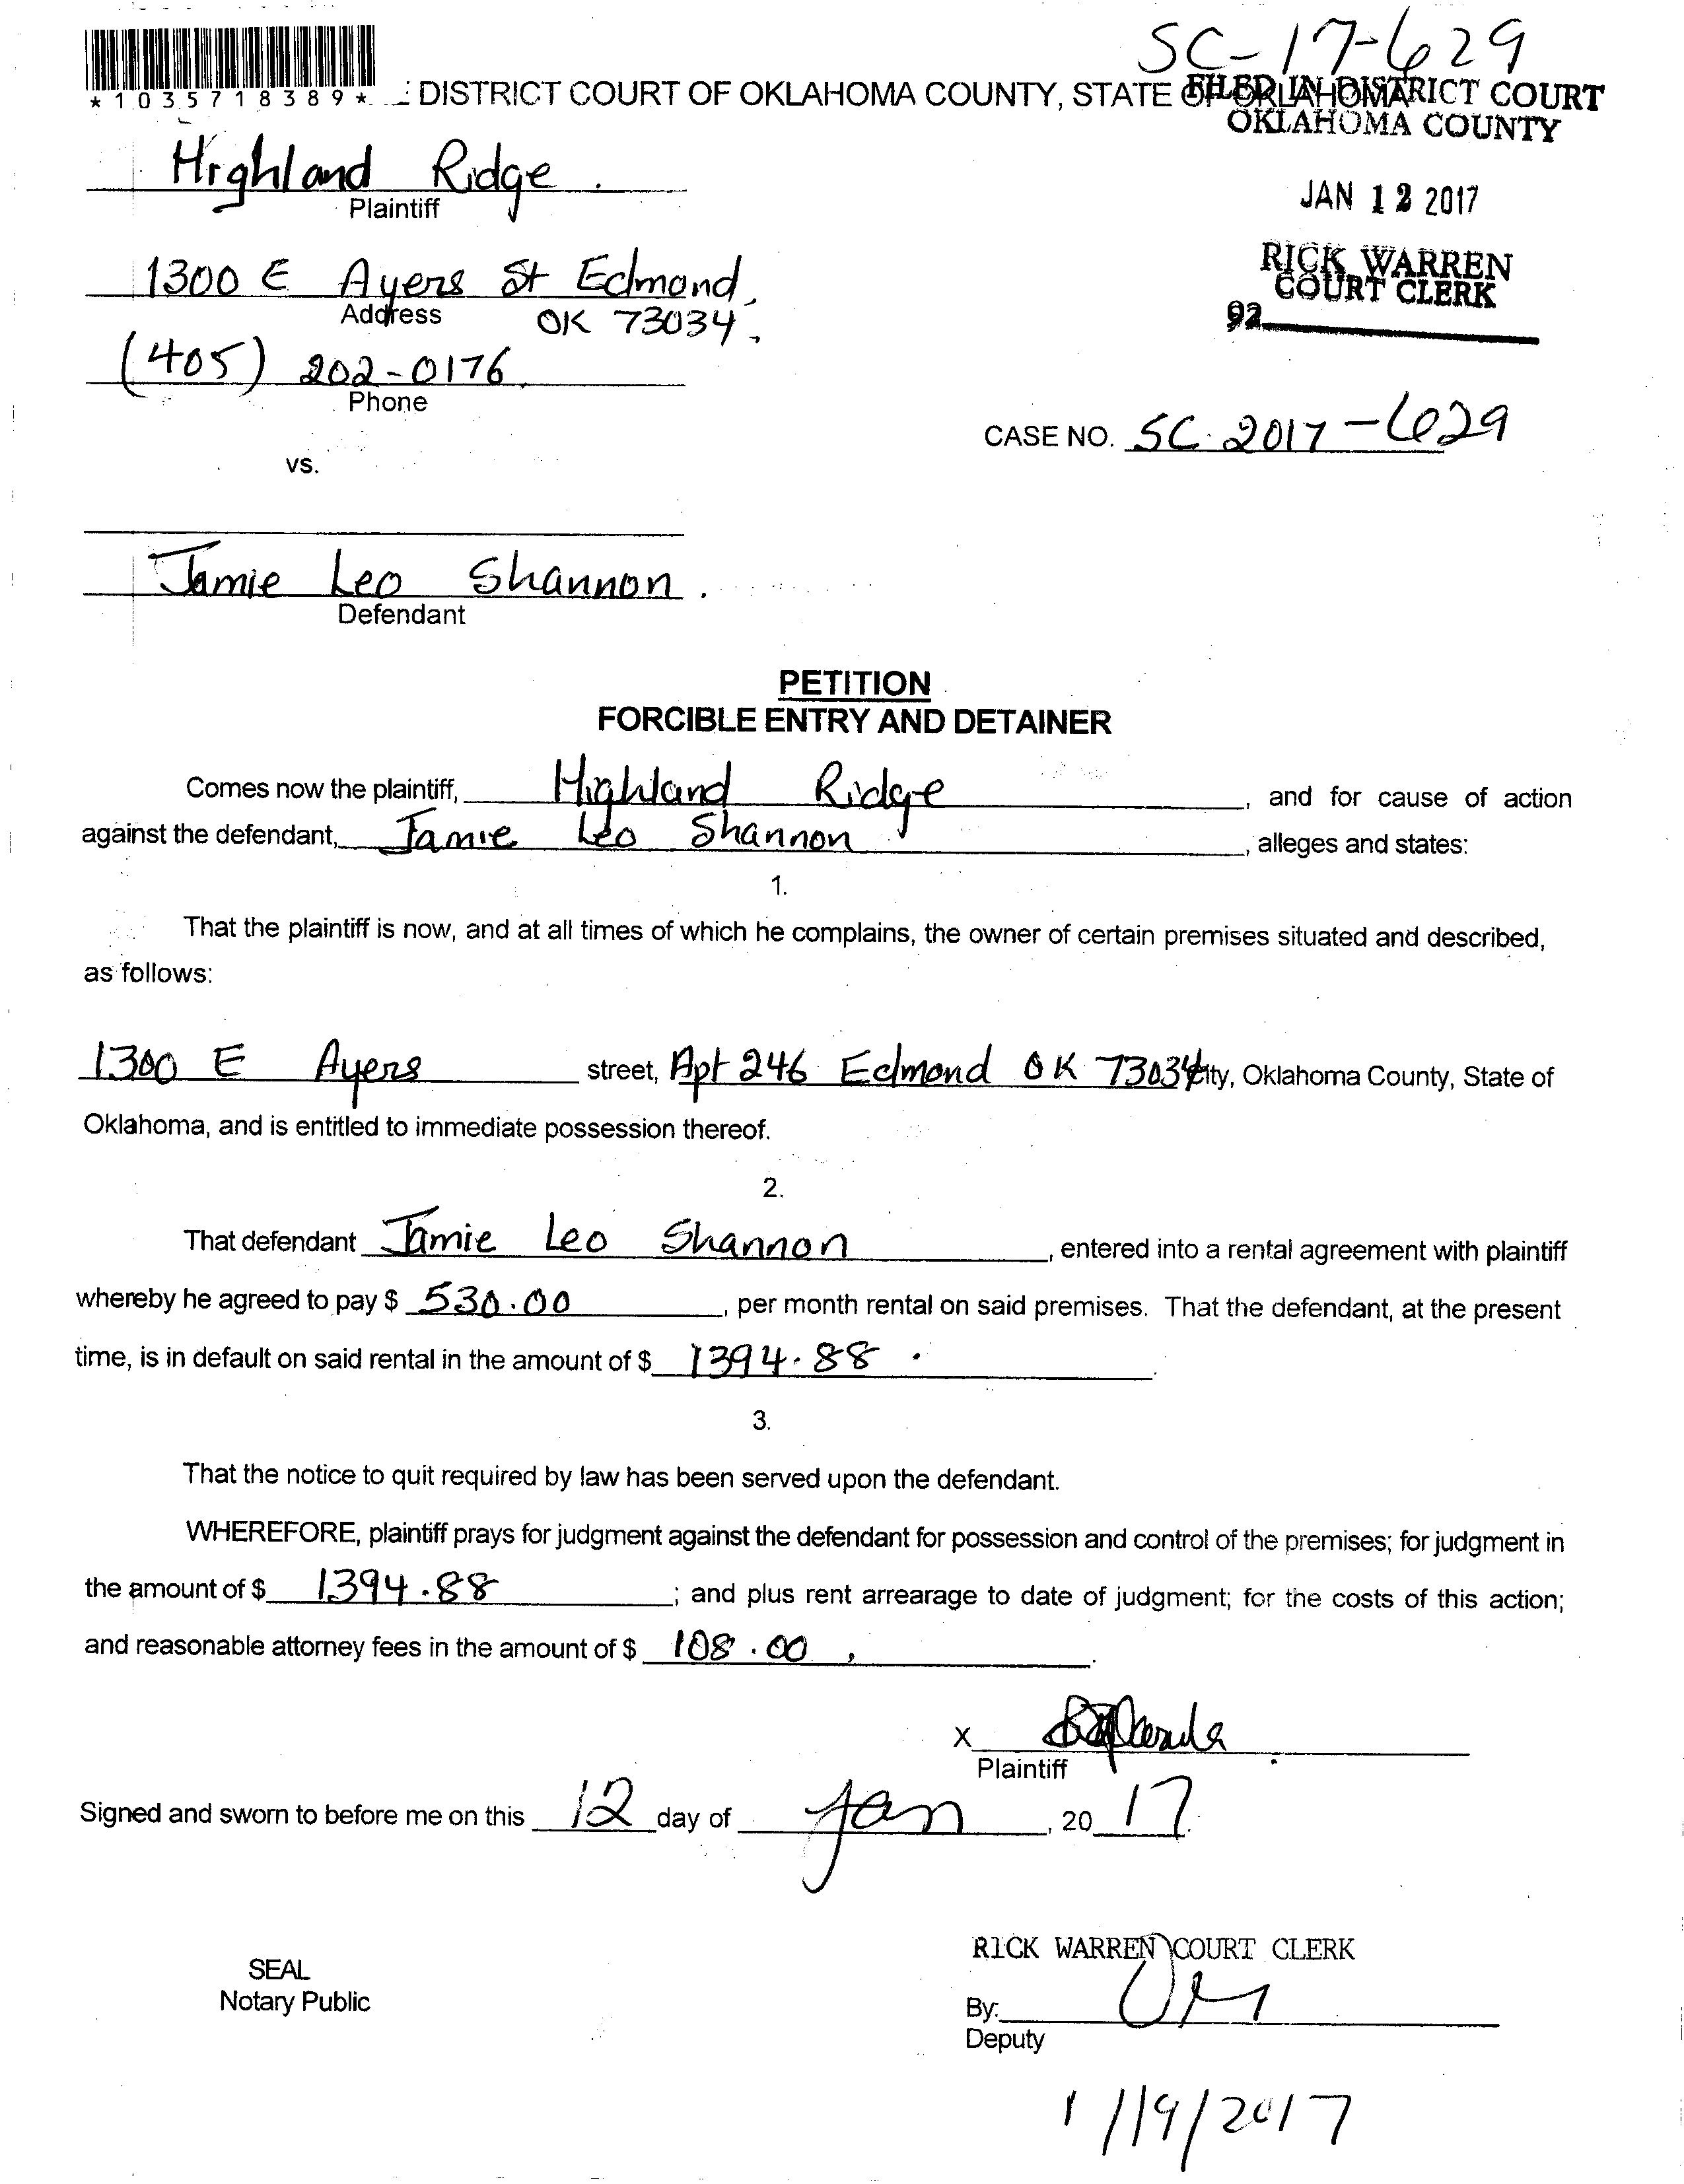 SC-17-629
*1035718389*
E DISTRICT COURT OF OKLAHOMA COUNTY, STATE OF OKLAHOMA
FILED IN DISTRICT COURT
OKLAHOMA COUNTY
Highland Ridge.
Plaintiff
JAN 12 2017
RICK WARREN
COURT CLERK
92
1300 E Ayers St Edmond,
Address
OK 73034.
(405) 202-0176.
Phone
CASE NO. SC 2017-629
vs.
Jamie Leo Shannon.
Defendant
PETITION
FORCIBLE ENTRY AND DETAINER
Comes now the plaintiff, Highland Ridge, and for cause of action
against the defendant, Jamie Leo Shannon, alleges and states:
1.
That the plaintiff is now, and at all times of which he complains, the owner of certain premises situated and described,
as follows:
1300 E Ayers street, Apt 246 Edmond OK 73034 City, Oklahoma County, State of
Oklahoma, and is entitled to immediate possession thereof.
2.
That defendant Jamie Leo Shannon, entered into a rental agreement with plaintiff
whereby he agreed to pay $ 530.00, per month rental on said premises. That the defendant, at the present
time, is in default on said rental in the amount of $ 1394.88.
3.
That the notice to quit required by law has been served upon the defendant.
WHEREFORE, plaintiff prays for judgment against the defendant for possession and control of the premises; for judgment in
the amount of $ 1394.88; and plus rent arrearage to date of judgment; for the costs of this action;
and reasonable attorney fees in the amount of $ 108.00.
X
Plaintiff
Signed and sworn to before me on this 12 day of Jan, 20 17.
RICK WARREN COURT CLERK
SEAL
Notary Public
By:
Deputy
1/19/2017